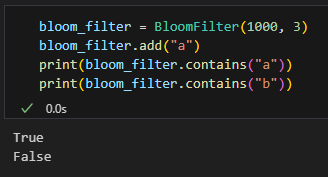 bloom_filter = BloomFilter(1000, 3)
bloom_filter.add("a")
print(bloom_filter.contains("a"))
print(bloom_filter.contains("b"))
0.0s
True
False